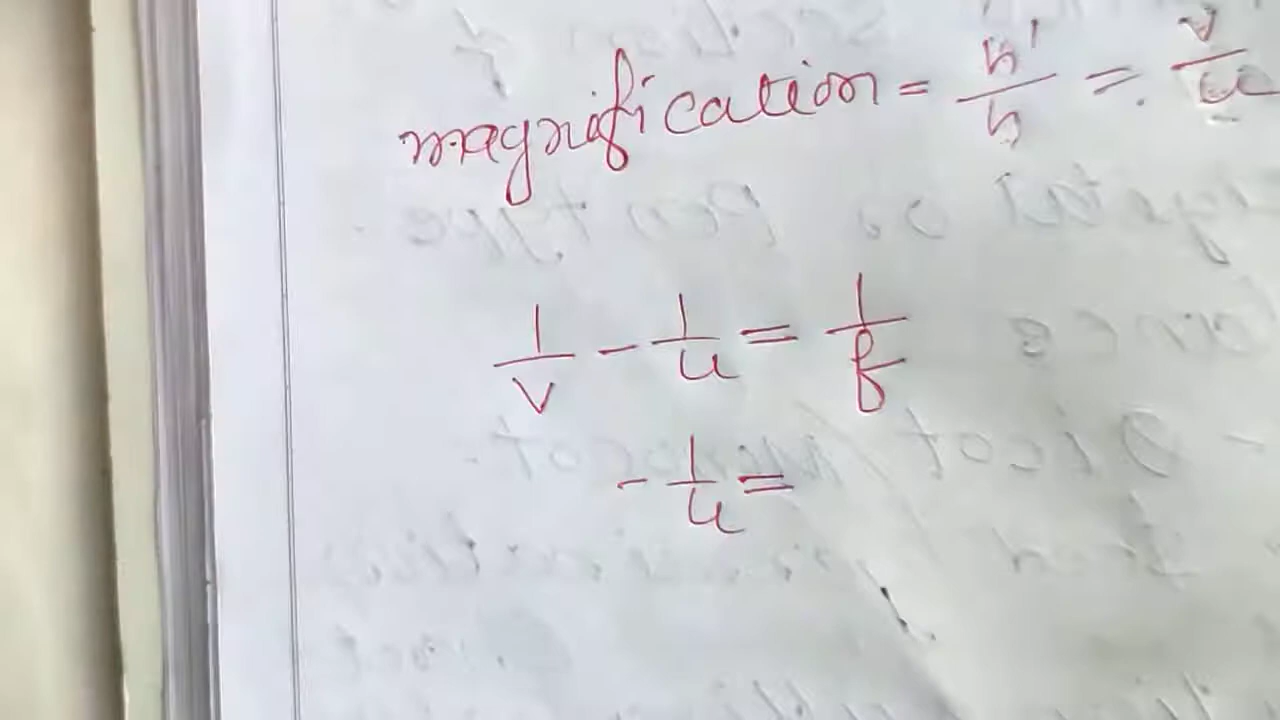 magnification = h'/h = v/u
1/v - 1/u = 1/f
- 1/u =